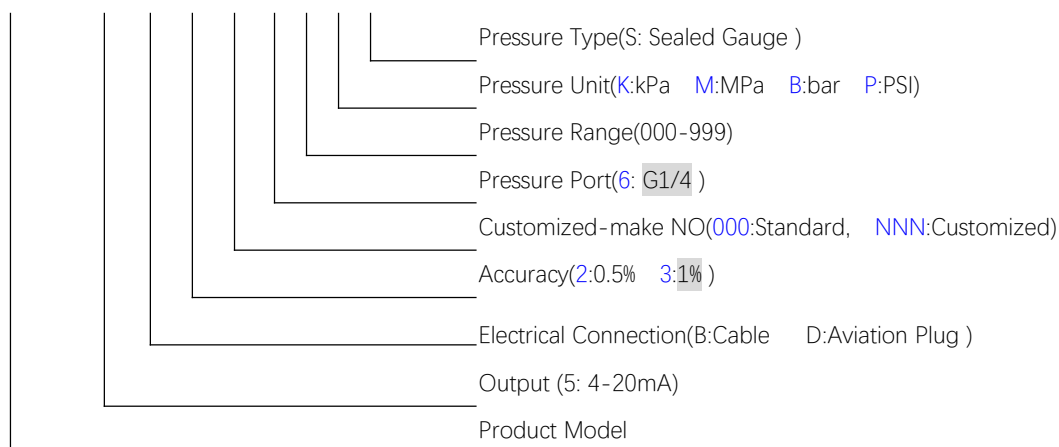 Pressure Type(S: Sealed Gauge )
Pressure Unit(K:kPa M:MPa B:bar P:PSI)
Pressure Range(000-999)
Pressure Port(6: G1/4 )
Customized-make NO(000:Standard, NNN:Customized)
Accuracy(2:0.5% 3:1% )
Electrical Connection(B:Cable D:Aviation Plug )
Output (5: 4-20mA)
Product Model